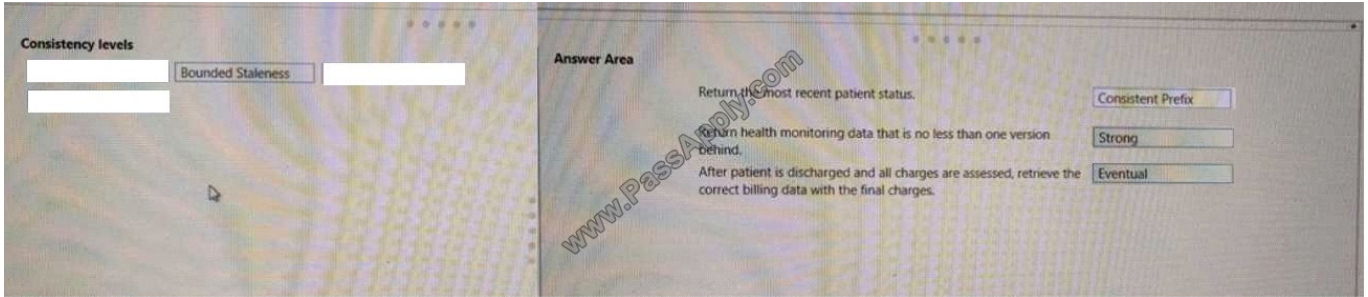 Consistency levels
Bounded Staleness
Answer Area
Return the most recent patient status.
Consistent Prefix
Return health monitoring data that is no less than one version
behind.
Strong
After patient is discharged and all charges are assessed, retrieve the
correct billing data with the final charges.
Eventual
www.PassApply.com